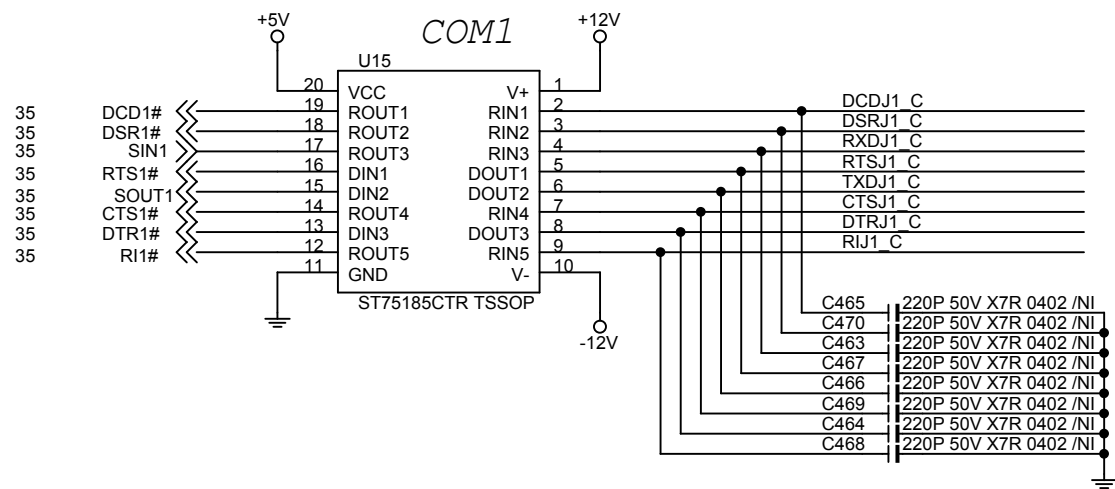 +5V COM1 +12V
U15
20 VCC V+ 1
35 DCD1# 19 ROUT1 RIN1 2 DCDJ1_C
35 DSR1# 18 ROUT2 RIN2 3 DSRJ1_C
35 SIN1 17 ROUT3 RIN3 4 RXDJ1_C
35 RTS1# 16 DIN1 DOUT1 5 RTSJ1_C
35 SOUT1 15 DIN2 DOUT2 6 TXDJ1_C
35 CTS1# 14 ROUT4 RIN4 7 CTSJ1_C
35 DTR1# 13 DIN3 DOUT3 8 DTRJ1_C
35 RI1# 12 ROUT5 RIN5 9 RIJ1_C
11 GND V- 10
ST75185CTR TSSOP
-12V
C465 220P 50V X7R 0402 /NI
C470 220P 50V X7R 0402 /NI
C463 220P 50V X7R 0402 /NI
C467 220P 50V X7R 0402 /NI
C466 220P 50V X7R 0402 /NI
C469 220P 50V X7R 0402 /NI
C464 220P 50V X7R 0402 /NI
C468 220P 50V X7R 0402 /NI